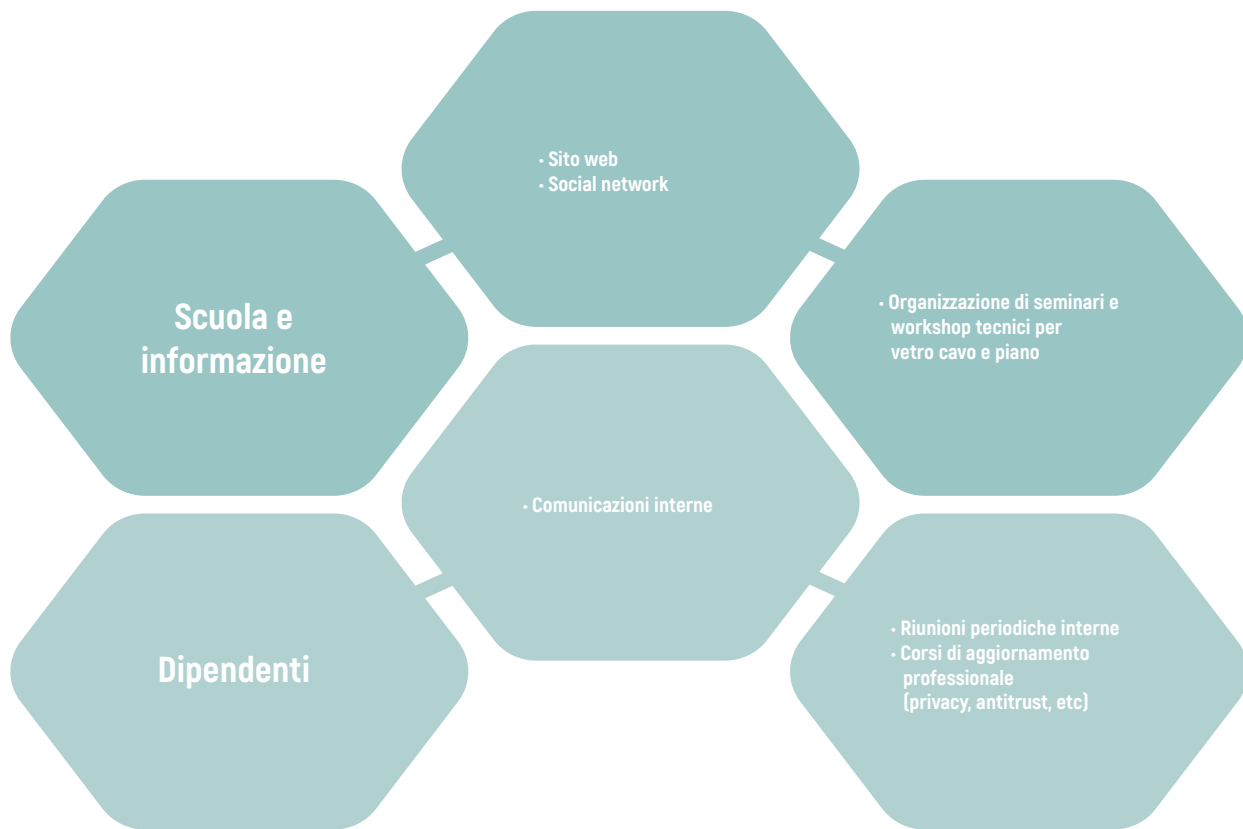 Scuola e
informazione
· Sito web
· Social network
· Organizzazione di seminari e
workshop tecnici per
vetro cavo e piano
Dipendenti
· Comunicazioni interne
· Riunioni periodiche interne
· Corsi di aggiornamento
professionale
(privacy, antitrust, etc)